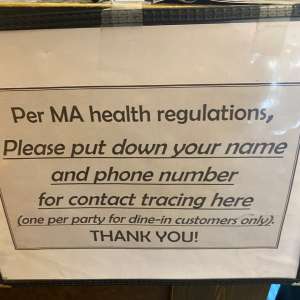 Per MA health regulations,
Please put down your name
and phone number
for contact tracing here
(one per party for dine-in customers only).
THANK YOU!